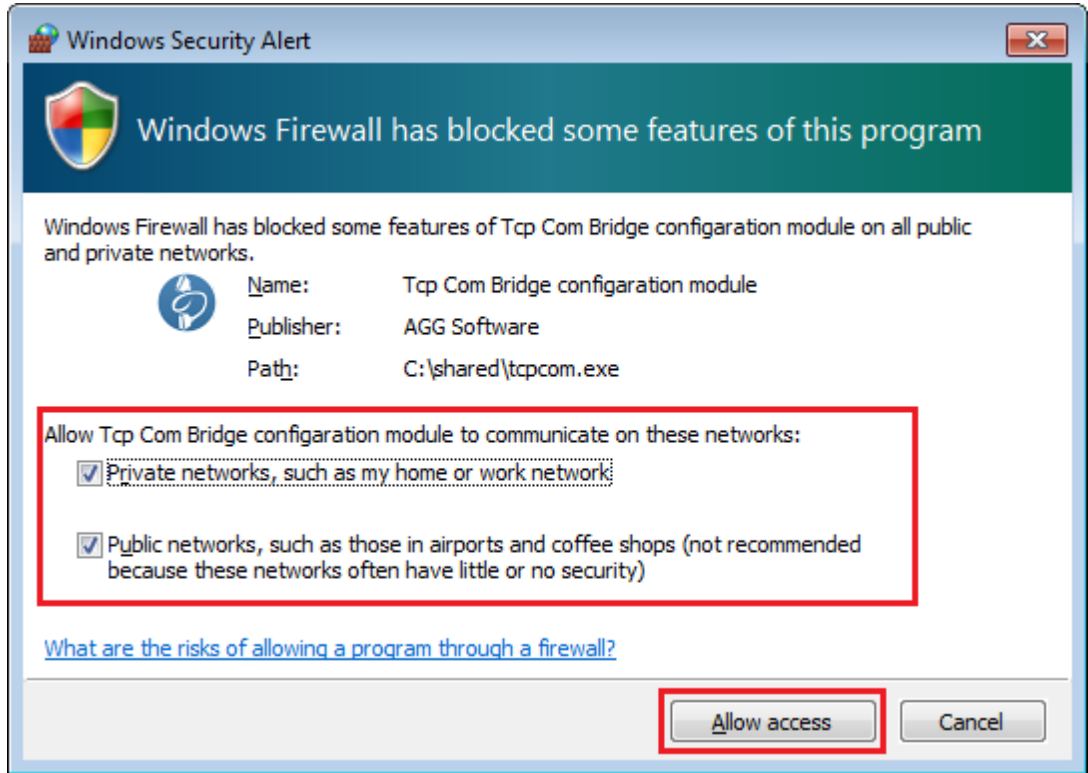 Windows Security Alert
Windows Firewall has blocked some features of this program
Windows Firewall has blocked some features of Tcp Com Bridge configaration module on all public
and private networks.
Name: Tcp Com Bridge configaration module
Publisher: AGG Software
Path: C:\shared\tcpcom.exe
Allow Tcp Com Bridge configaration module to communicate on these networks:
Private networks, such as my home or work network
Public networks, such as those in airports and coffee shops (not recommended
because these networks often have little or no security)
What are the risks of allowing a program through a firewall?
Allow access Cancel